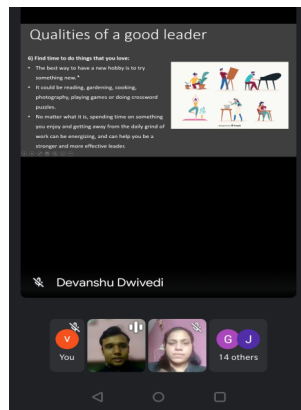 Qualities of a good leader
6) Find time to do things that you love:
• The best way to have a new hobby is to try
something new.
• It could be reading, gardening, cooking,
photography, playing games or doing crossword
puzzles.
• No matter what it is, spending time on something
you enjoy and getting away from the daily grind of
work can be energizing, and can help you be a
stronger and more effective leader.
Devanshu Dwivedi
V
You
G J
14 others